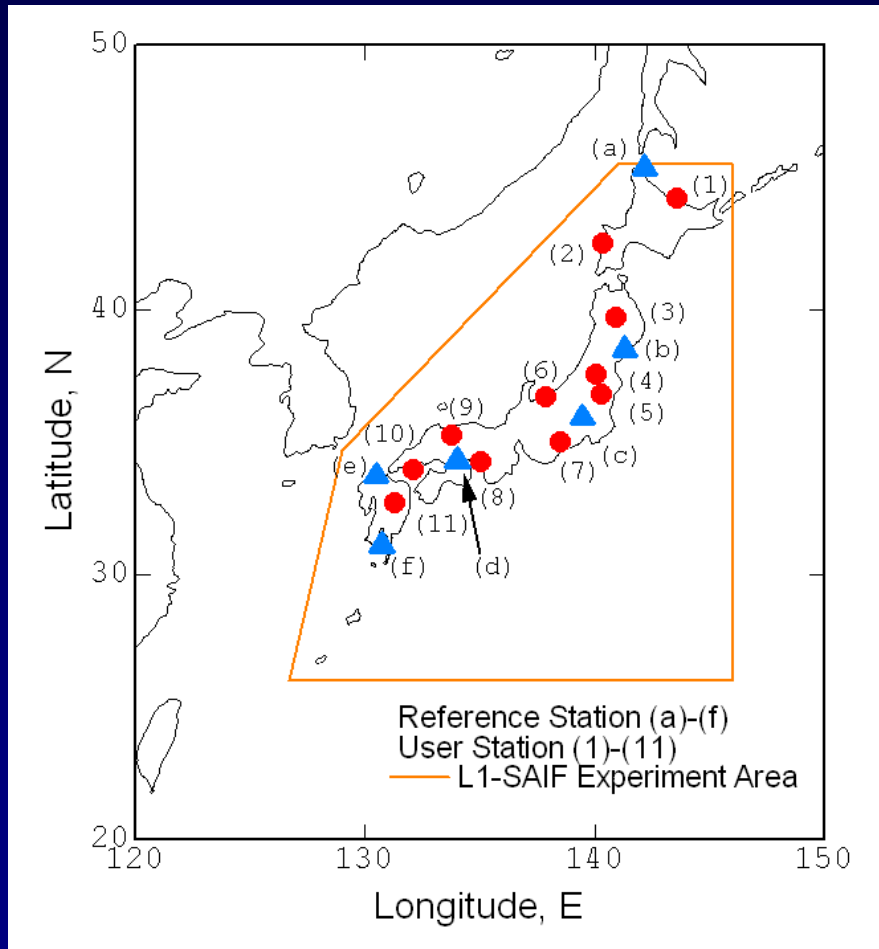 50
(a)
(1)
(2)
40
(3)
(b)
(6)
(4)
(9)
(5)
(10)
(c)
(e)
(7)
(8)
(11)
30
(f)
(d)
Reference Station (a)-(f)
User Station (1)-(11)
L1-SAIF Experiment Area
20
120
130
140
150
Latitude, N
Longitude, E